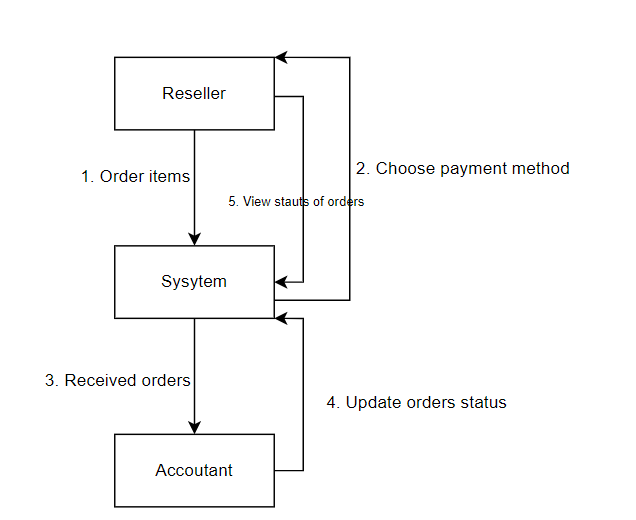 Reseller
1. Order items
2. Choose payment method
5. View stauts of orders
Sysytem
3. Received orders
4. Update orders status
Accoutant